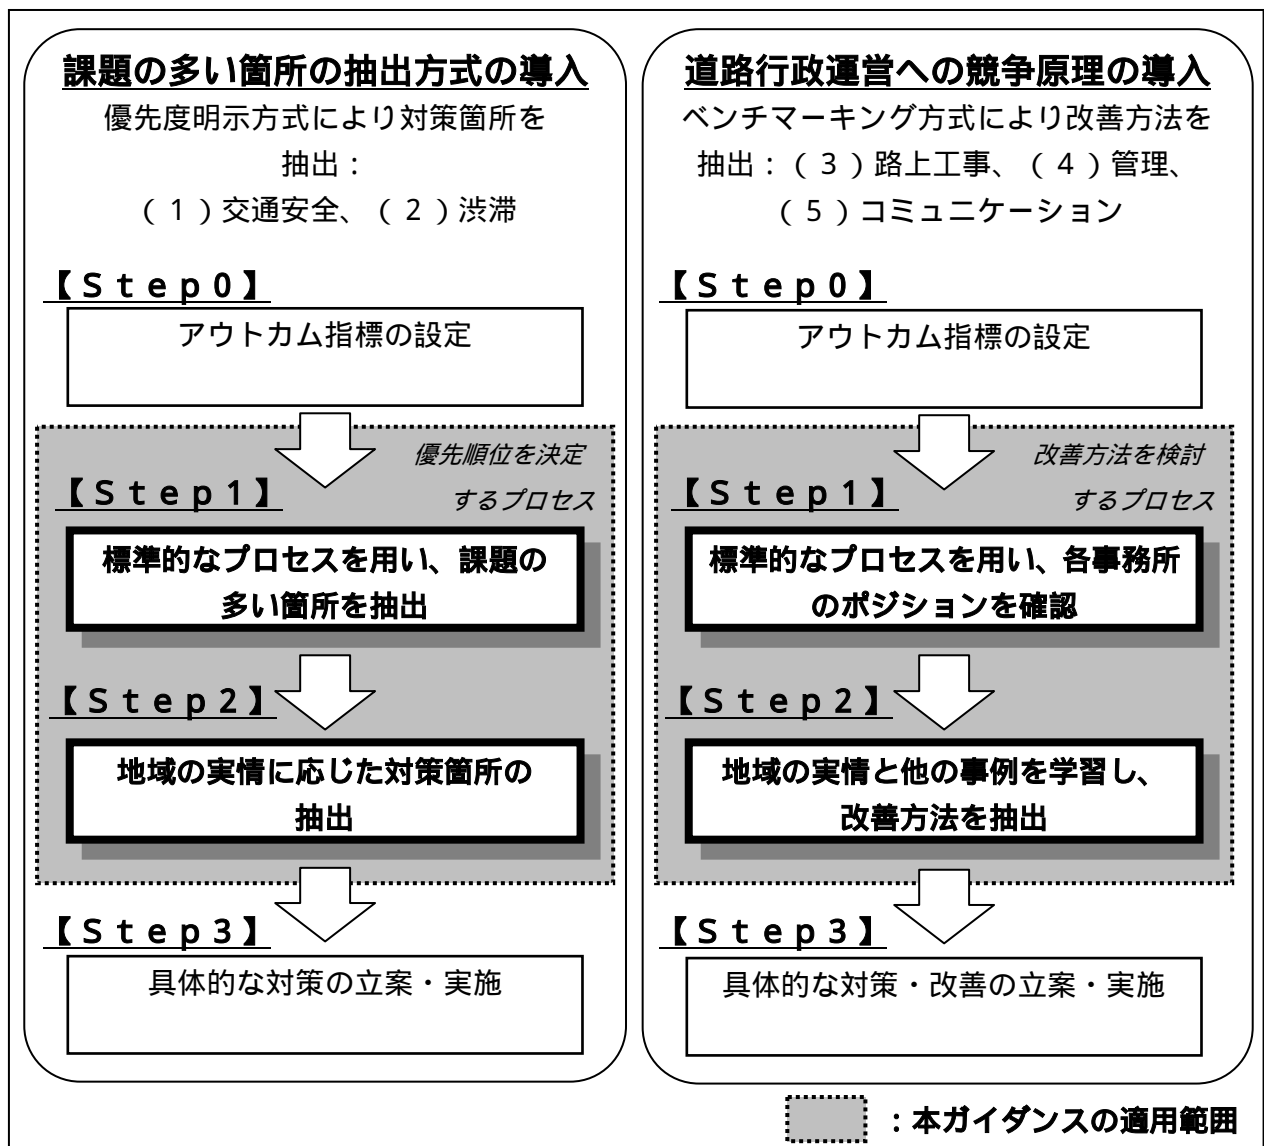 課題の多い箇所の抽出方式の導入
優先度明示方式により対策箇所を
抽出:
(1)交通安全、(2)渋滞
【Step0】
アウトカム指標の設定
優先順位を決定
するプロセス
【Step1】
標準的なプロセスを用い、課題の
多い箇所を抽出
【Step2】
地域の実情に応じた対策箇所の
抽出
【Step3】
具体的な対策の立案・実施
道路行政運営への競争原理の導入
ベンチマーキング方式により改善方法を
抽出:(3)路上工事、(4)管理、
(5)コミュニケーション
【Step0】
アウトカム指標の設定
改善方法を検討
するプロセス
【Step1】
標準的なプロセスを用い、各事務所
のポジションを確認
【Step2】
地域の実情と他の事例を学習し、
改善方法を抽出
【Step3】
具体的な対策・改善の立案・実施
:本ガイダンスの適用範囲